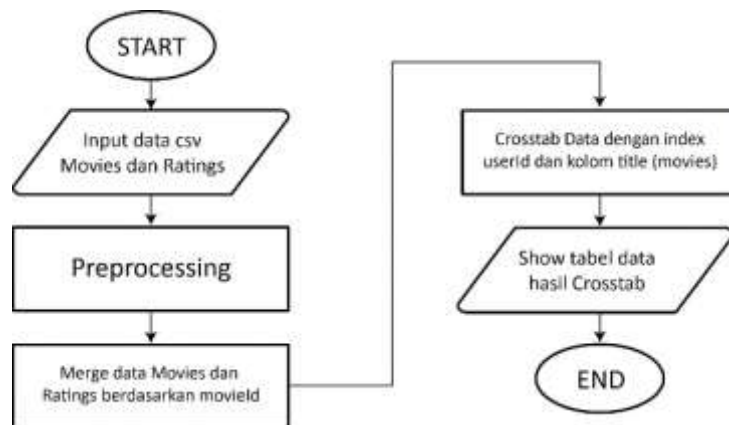 START
Input data csv
Movies dan Ratings
Preprocessing
Merge data Movies dan
Ratings berdasarkan movieId
Crosstab Data dengan index
userId dan kolom title (movies)
Show tabel data
hasil Crosstab
END